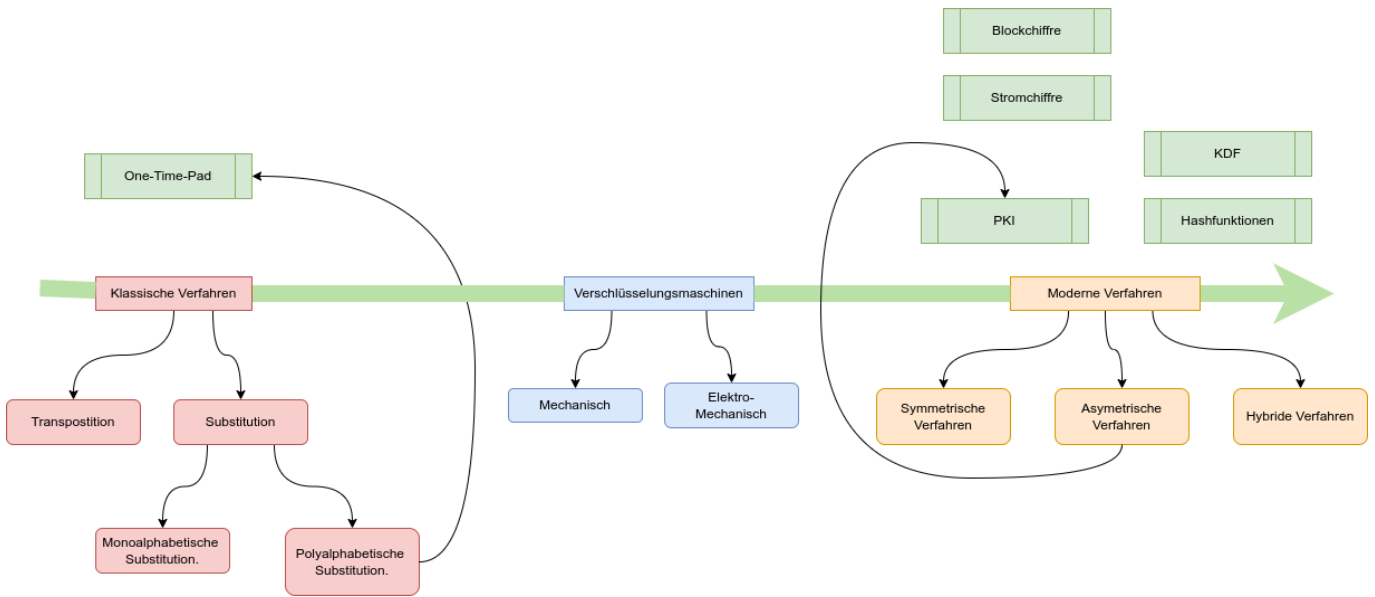 Blockchiffre
Stromchiffre
KDF
One-Time-Pad
PKI
Hashfunktionen
Klassische Verfahren
Verschlüsselungsmaschinen
Moderne Verfahren
Transpostition
Substitution
Mechanisch
Elektro-
Mechanisch
Symmetrische
Verfahren
Asymetrische
Verfahren
Hybride Verfahren
Monoalphabetische
Substitution.
Polyalphabetische
Substitution.